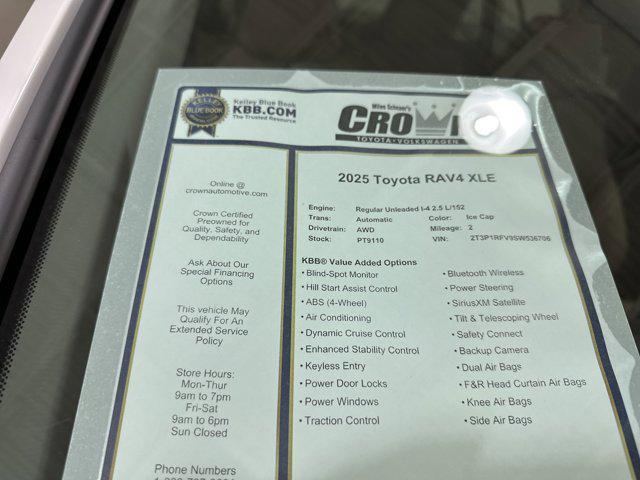 KELLEY
BLUE BOOK
Kelley Blue Book
KBB.COM
The Trusted Resource
CRO
TOYOTA • VOLKSWAGEN
Online @
crownautomotive.com
Crown Certified
Preowned for
Quality, Safety, and
Dependability
Ask About Our
Special Financing
Options
This vehicle May
Qualify For An
Extended Service
Policy
Store Hours:
Mon-Thur
9am to 7pm
Fri-Sat
9am to 6pm
Sun Closed
Phone Numbers
2025 Toyota RAV4 XLE
Engine: Regular Unleaded I-4 2.5 L/152
Trans: Automatic Color: Ice Cap
Drivetrain: AWD Mileage: 2
Stock: PT9110 VIN: 2T3P1RFV9SW536706
KBB® Value Added Options
• Blind-Spot Monitor
• Hill Start Assist Control
• ABS (4-Wheel)
• Air Conditioning
• Dynamic Cruise Control
• Enhanced Stability Control
• Keyless Entry
• Power Door Locks
• Power Windows
• Traction Control
• Bluetooth Wireless
• Power Steering
• SiriusXM Satellite
• Tilt & Telescoping Wheel
• Safety Connect
• Backup Camera
• Dual Air Bags
• F&R Head Curtain Air Bags
• Knee Air Bags
• Side Air Bags